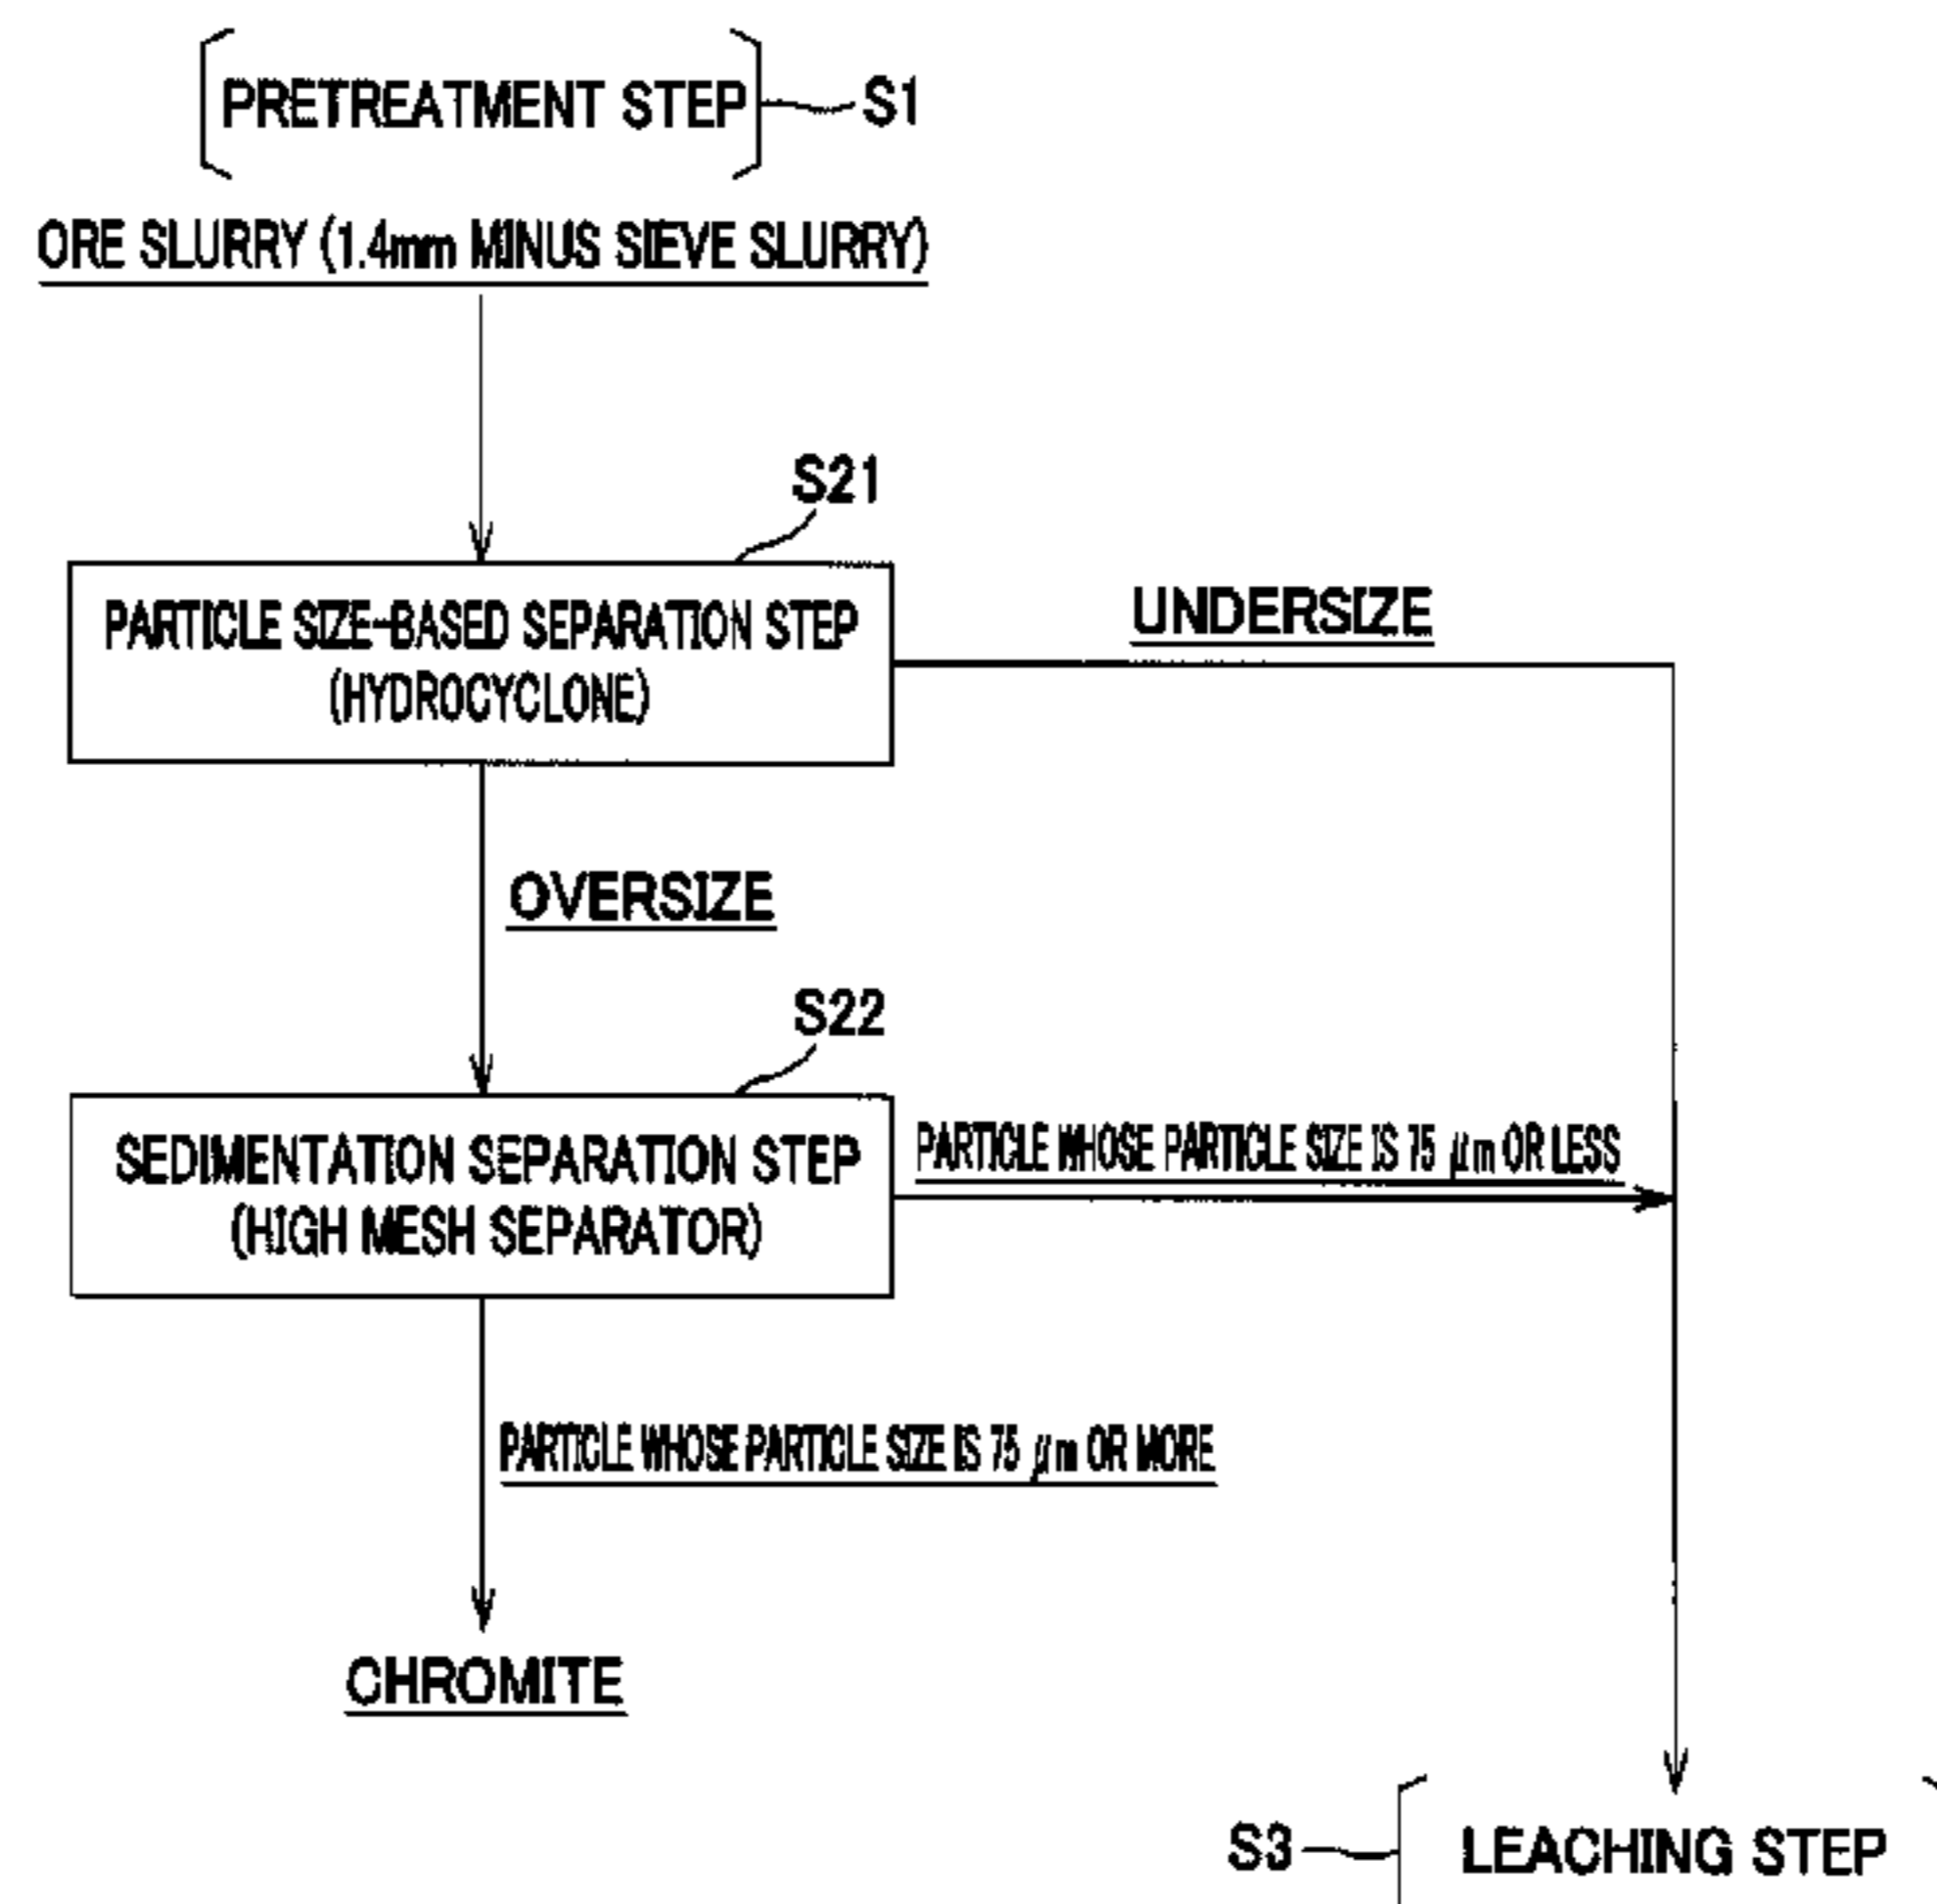 PRETREATMENT STEP S1
ORE SLURRY (1.4mm MINUS SIEVE SLURRY)
S21
PARTICLE SIZE-BASED SEPARATION STEP
(HYDROCYCLONE)
UNDERSIZE
OVERSIZE
S22
SEDIMENTATION SEPARATION STEP
(HIGH MESH SEPARATOR)
PARTICLE WHOSE PARTICLE SIZE IS 75 μm OR LESS
PARTICLE WHOSE PARTICLE SIZE IS 75 μm OR MORE
CHROMITE
S3 LEACHING STEP